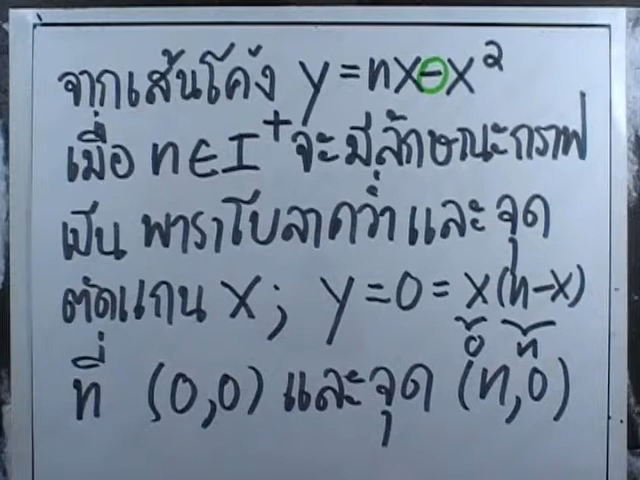 จากเส้นโค้ง y = nx - x²
เมื่อ n ∈ I⁺ จะมีลักษณะกราฟ
เป็น พาราโบลาคว่ำและจุด
ตัดแกน x ; y = 0 = x(n-x)
0 n
ที่ (0,0) และจุด (n,0)